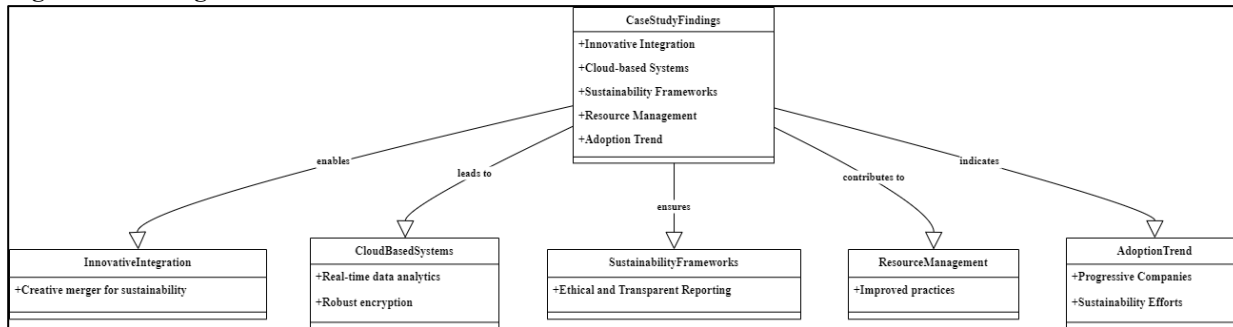 CaseStudyFindings
+Innovative Integration
+Cloud-based Systems
+Sustainability Frameworks
+Resource Management
+Adoption Trend
enables
leads to
ensures
contributes to
indicates
InnovativeIntegration
+Creative merger for sustainability
CloudBasedSystems
+Real-time data analytics
+Robust encryption
SustainabilityFrameworks
+Ethical and Transparent Reporting
ResourceManagement
+Improved practices
AdoptionTrend
+Progressive Companies
+Sustainability Efforts